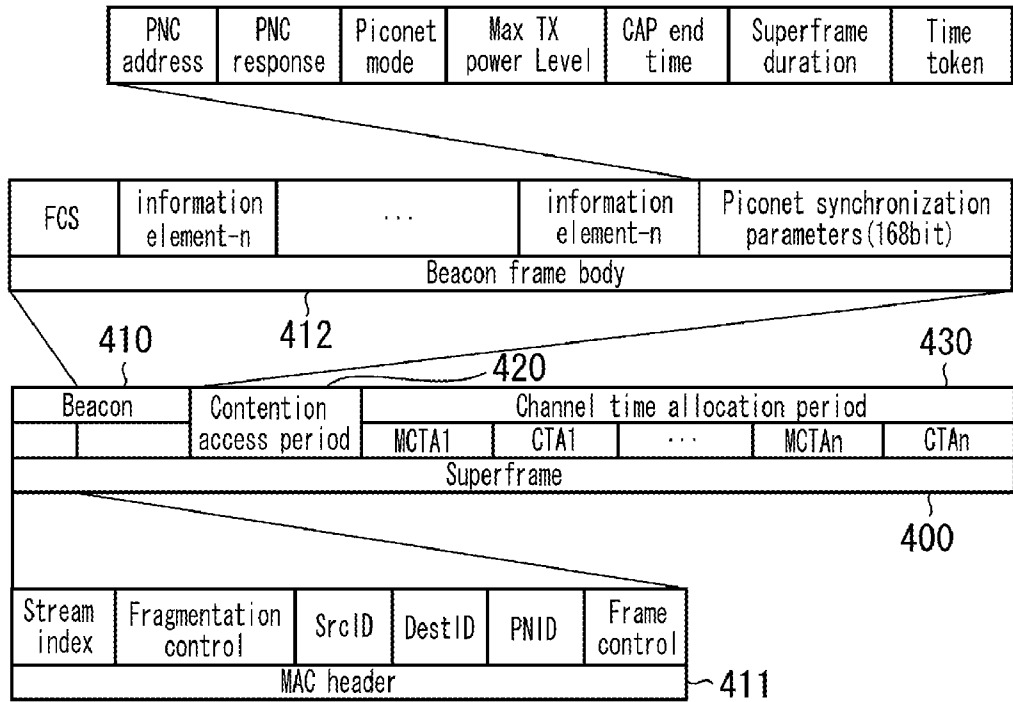 PNC address PNC response Piconet mode Max TX power Level CAP end time Superframe duration Time token
FCS information element-n ... information element-n Piconet synchronization parameters(168bit)
Beacon frame body
412
410
420
430
Beacon Contention access period Channel time allocation period
MCTA1 CTA1 ... MCTAn CTAn
Superframe
400
Stream index Fragmentation control SrcID DestID PNID Frame control
MAC header
411